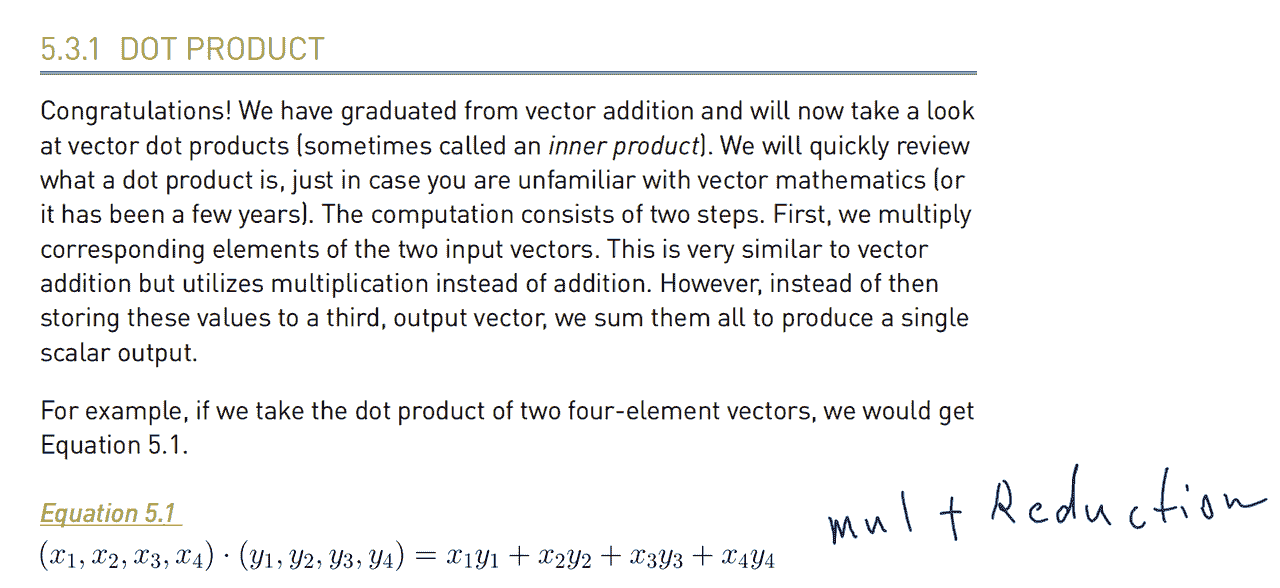 5.3.1 DOT PRODUCT
Congratulations! We have graduated from vector addition and will now take a look
at vector dot products (sometimes called an inner product). We will quickly review
what a dot product is, just in case you are unfamiliar with vector mathematics (or
it has been a few years). The computation consists of two steps. First, we multiply
corresponding elements of the two input vectors. This is very similar to vector
addition but utilizes multiplication instead of addition. However, instead of then
storing these values to a third, output vector, we sum them all to produce a single
scalar output.
For example, if we take the dot product of two four-element vectors, we would get
Equation 5.1.
Equation 5.1
mul + Reduction
(x₁, x₂, x₃, x₄) · (y₁, y₂, y₃, y₄) = x₁y₁ + x₂y₂ + x₃y₃ + x₄y₄